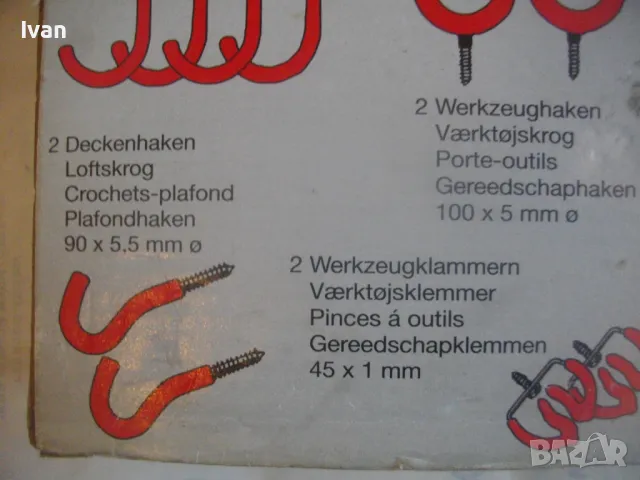 Ivan
2 Werkzeughaken
Værktøjskrog
Porte-outils
Gereedschaphaken
100 x 5 mm ø
2 Deckenhaken
Loftskrog
Crochets-plafond
Plafondhaken
90 x 5,5 mm ø
2 Werkzeugklammern
Værktøjsklemmer
Pinces á outils
Gereedschapklemmen
45 x 1 mm
BAZAR
bg